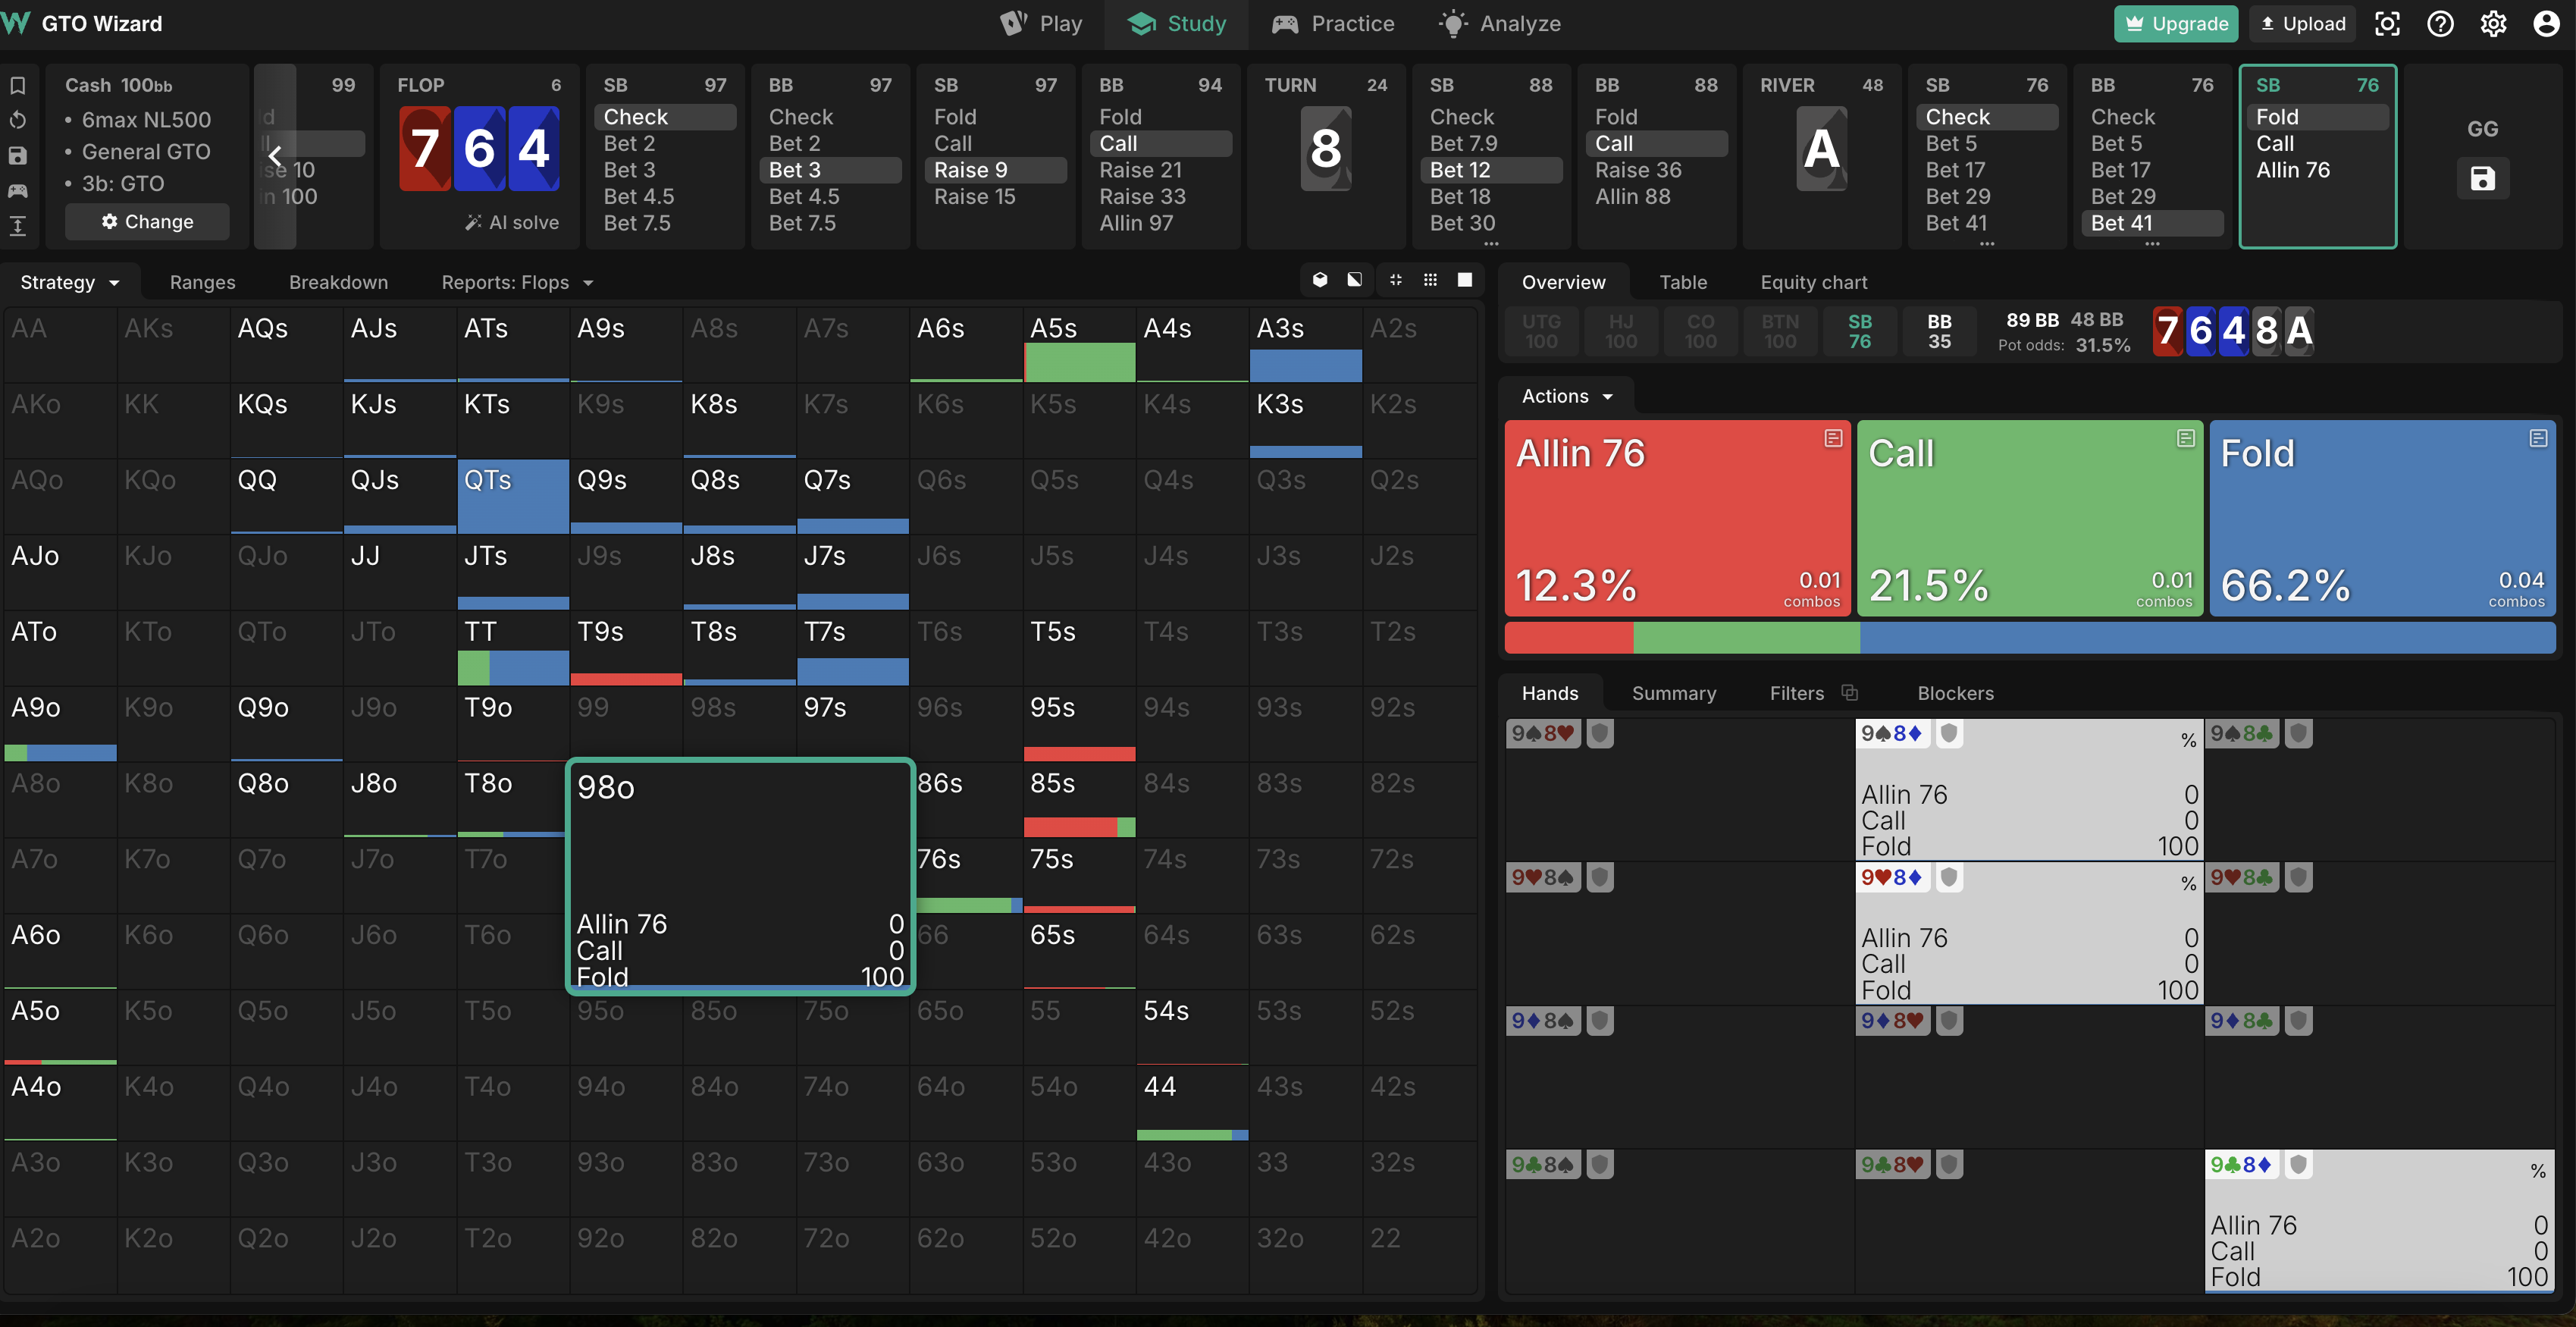 GTO Wizard
Play
Study
Practice
Analyze
Upgrade
Upload
Cash 100bb
• 6max NL500
• General GTO
• 3b: GTO
Change
99
FLOP 6
7 6 4
AI solve
SB 97
Check
Bet 2
Bet 3
Bet 4.5
Bet 7.5
BB 97
Check
Bet 2
Bet 3
Bet 4.5
Bet 7.5
SB 97
Fold
Call
Raise 9
Raise 15
BB 94
Fold
Call
Raise 21
Raise 33
Allin 97
TURN 24
8
SB 88
Check
Bet 7.9
Bet 12
Bet 18
Bet 30
...
BB 88
Fold
Call
Raise 36
Allin 88
RIVER 48
A
SB 76
Check
Bet 5
Bet 17
Bet 29
Bet 41
...
BB 76
Check
Bet 5
Bet 17
Bet 29
Bet 41
...
SB 76
Fold
Call
Allin 76
GG
Strategy Ranges Breakdown Reports: Flops
AA AKs AQs AJs ATs A9s A8s A7s A6s A5s A4s A3s A2s
AKo KK KQs KJs KTs K9s K8s K7s K6s K5s K4s K3s K2s
AQo KQo QQ QJs QTs Q9s Q8s Q7s Q6s Q5s Q4s Q3s Q2s
AJo KJo QJo JJ JTs J9s J8s J7s J6s J5s J4s J3s J2s
ATo KTo QTo JTo TT T9s T8s T7s T6s T5s T4s T3s T2s
A9o K9o Q9o J9o T9o 99 98s 97s 96s 95s 94s 93s 92s
A8o K8o Q8o J8o T8o 98o 86s 85s 84s 83s 82s
A7o K7o Q7o J7o T7o 76s 75s 74s 73s 72s
Allin 76 0
Call 0
Fold 100
A6o K6o Q6o J6o T6o 66 65s 64s 63s 62s
A5o K5o Q5o J5o T5o 95o 85o 75o 65o 55 54s 53s 52s
A4o K4o Q4o J4o T4o 94o 84o 74o 64o 54o 44 43s 42s
A3o K3o Q3o J3o T3o 93o 83o 73o 63o 53o 43o 33 32s
A2o K2o Q2o J2o T2o 92o 82o 72o 62o 52o 42o 32o 22
Overview Table Equity chart
UTG 100
HJ 100
CO 100
BTN 100
SB 76
BB 35
89 BB 48 BB
Pot odds: 31.5%
7 6 4 8 A
Actions
Allin 76
12.3%
0.01
combos
Call
21.5%
0.01
combos
Fold
66.2%
0.04
combos
Hands Summary Filters Blockers
9♠8♥
9♠8♦ %
Allin 76 0
Call 0
Fold 100
9♠8♣
9♥8♠
9♥8♦ %
Allin 76 0
Call 0
Fold 100
9♥8♣
9♦8♠
9♦8♥
9♦8♣
9♣8♠
9♣8♥
9♣8♦ %
Allin 76 0
Call 0
Fold 100